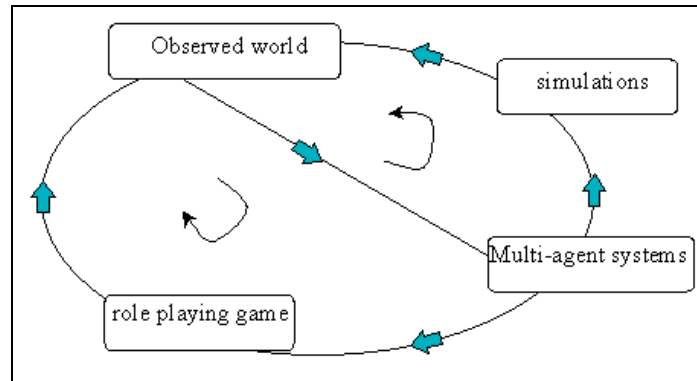 Observed world
simulations
Multi-agent systems
role playing game